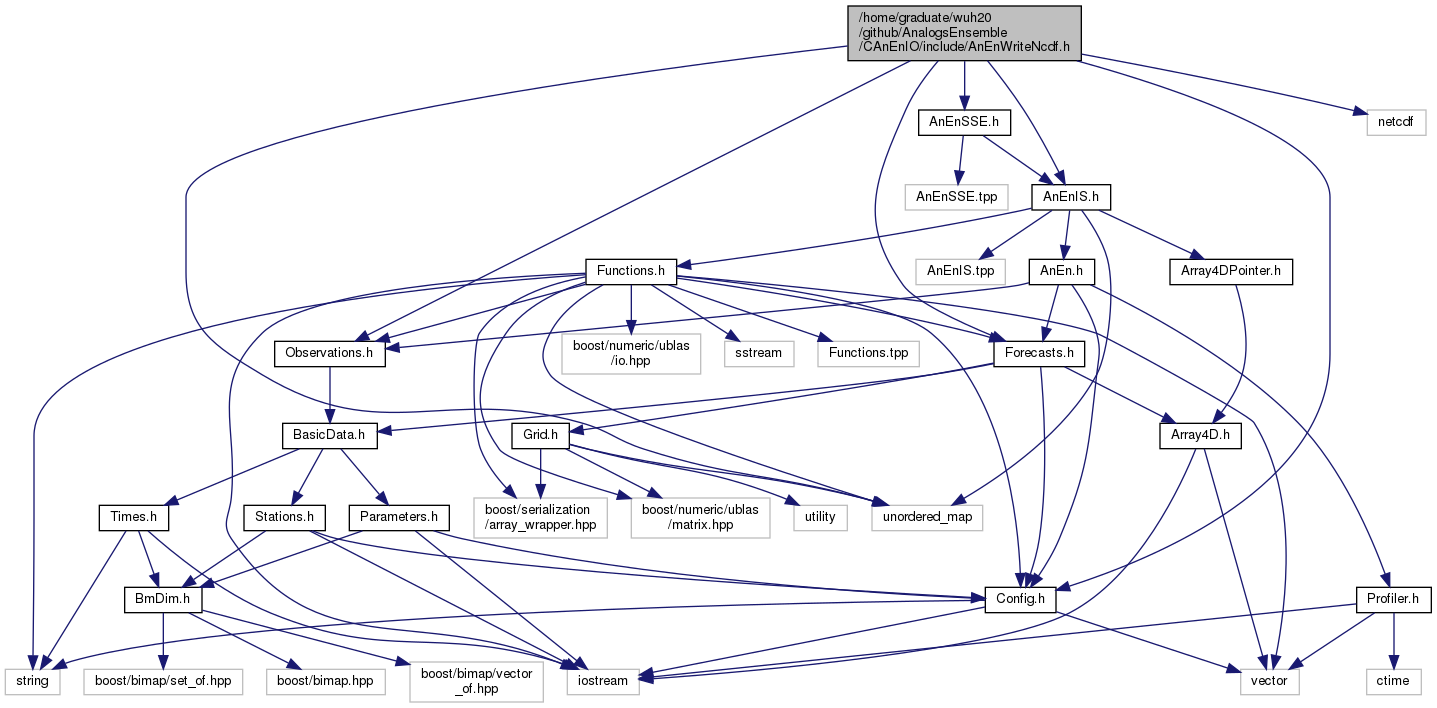 /home/graduate/wuh20
/github/AnalogsEnsemble
/CAnEnIO/include/AnEnWriteNcdf.h
AnEnSSE.h
netcdf
AnEnSSE.tpp
AnEnIS.h
Functions.h
AnEnIS.tpp
AnEn.h
Array4DPointer.h
Observations.h
boost/numeric/ublas
/io.hpp
sstream
Functions.tpp
Forecasts.h
BasicData.h
Grid.h
Array4D.h
Times.h
Stations.h
Parameters.h
boost/serialization
/array_wrapper.hpp
boost/numeric/ublas
/matrix.hpp
utility
unordered_map
BmDim.h
Config.h
Profiler.h
string
boost/bimap/set_of.hpp
boost/bimap.hpp
boost/bimap/vector
_of.hpp
iostream
vector
ctime